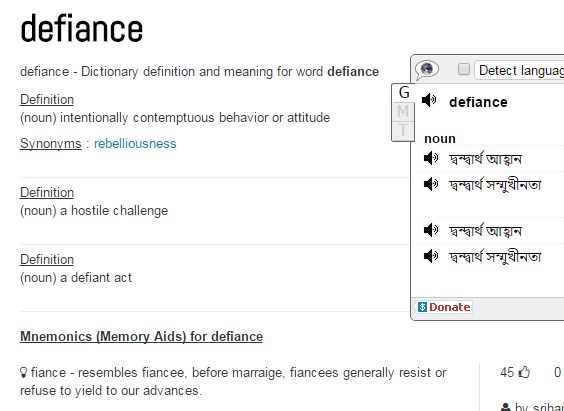 defiance
defiance - Dictionary definition and meaning for word defiance
Definition
(noun) intentionally contemptuous behavior or attitude
Synonyms : rebelliousness
Definition
(noun) a hostile challenge
Definition
(noun) a defiant act
Mnemonics (Memory Aids) for defiance
fiance - resembles fiancee, before marraige, fiancees generally resist or
refuse to yield to our advances.
45 0
by srihar
Detect languag
G
M
T
defiance
noun
দ্বন্দ্বার্থ আহ্বান
দ্বন্দ্বার্থ সম্মুখীনতা
দ্বন্দ্বার্থ আহ্বান
দ্বন্দ্বার্থ সম্মুখীনতা
$ Donate